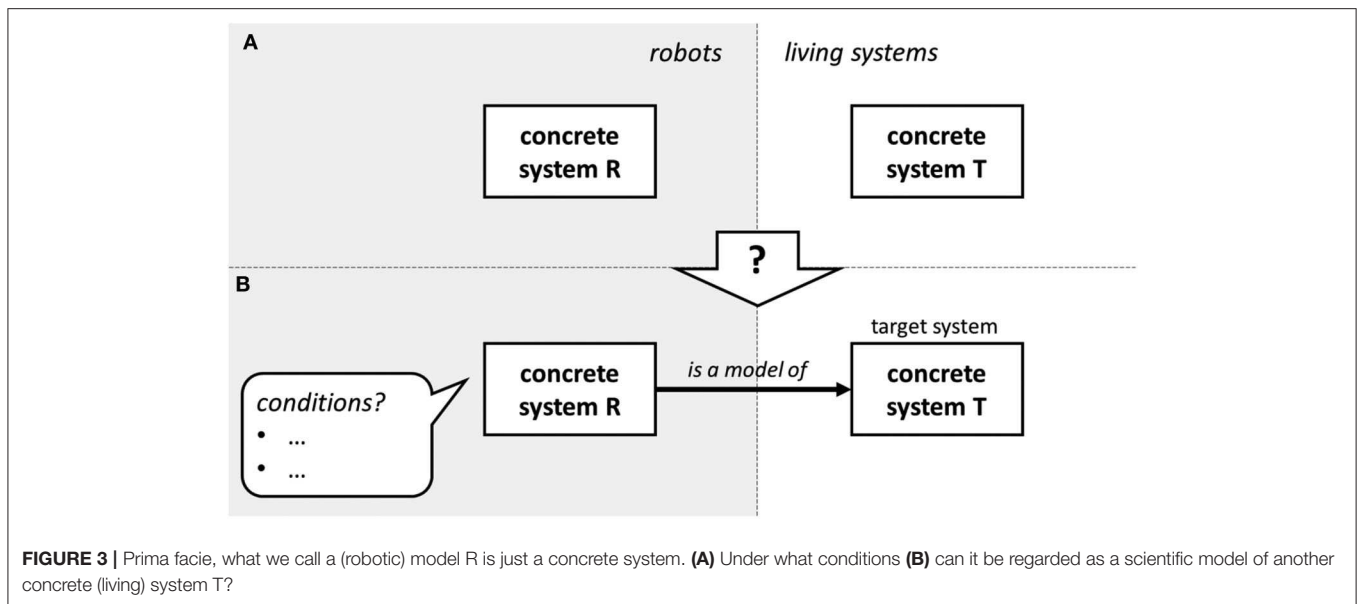 A
robots
living systems
concrete
system R
concrete
system T
?
B
target system
conditions?
• ...
• ...
concrete
system R
is a model of
concrete
system T
FIGURE 3 | Prima facie, what we call a (robotic) model R is just a concrete system. (A) Under what conditions (B) can it be regarded as a scientific model of another
concrete (living) system T?